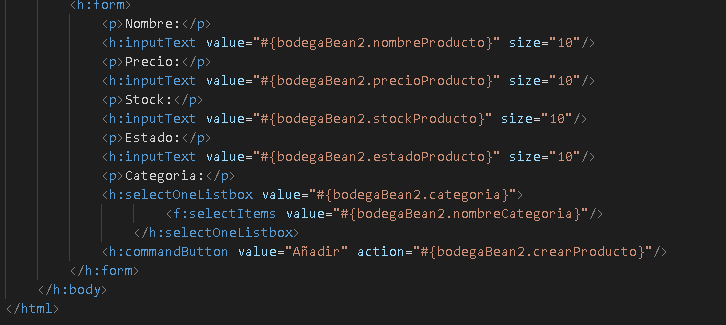 <h:form>
<p>Nombre:</p>
<h:inputText value="#{bodegaBean2.nombreProducto}" size="10"/>
<p>Precio:</p>
<h:inputText value="#{bodegaBean2.precioProducto}" size="10"/>
<p>Stock:</p>
<h:inputText value="#{bodegaBean2.stockProducto}" size="10"/>
<p>Estado:</p>
<h:inputText value="#{bodegaBean2.estadoProducto}" size="10"/>
<p>Categoria:</p>
<h:selectOneListbox value="#{bodegaBean2.categoria}">
<f:selectItems value="#{bodegaBean2.nombreCategoria}"/>
</h:selectOneListbox>
<h:commandButton value="Añadir" action="#{bodegaBean2.crearProducto}"/>
</h:form>
</h:body>
</html>